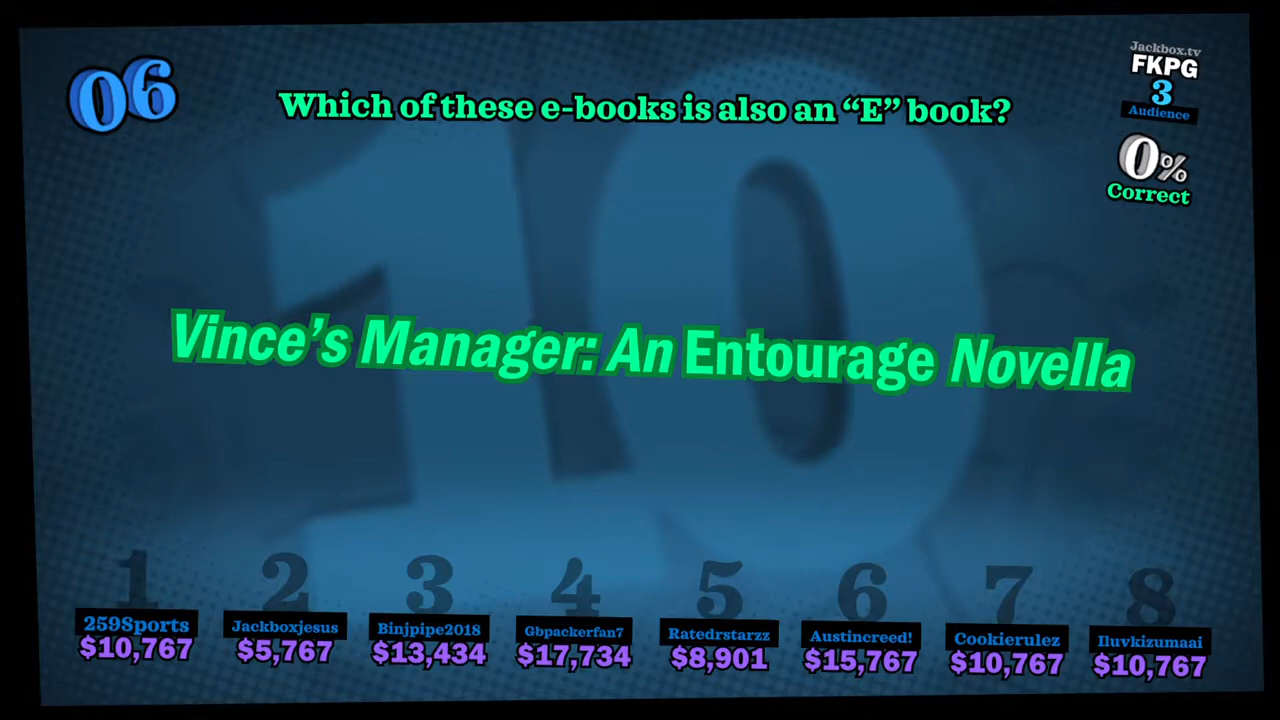 06
Which of these e-books is also an “E” book?
Jackbox.tv
FKPG
3
Audience
0%
Correct
10
Vince’s Manager: An Entourage Novella
1 2 3 4 5 6 7 8
259Sports Jackboxjesus Binjpipe2018 Gbpackerfan7 Ratedrstarzz Austincreed! Cookierulez Iluvkizumaai
$10,767 $5,767 $13,434 $17,734 $8,901 $15,767 $10,767 $10,767